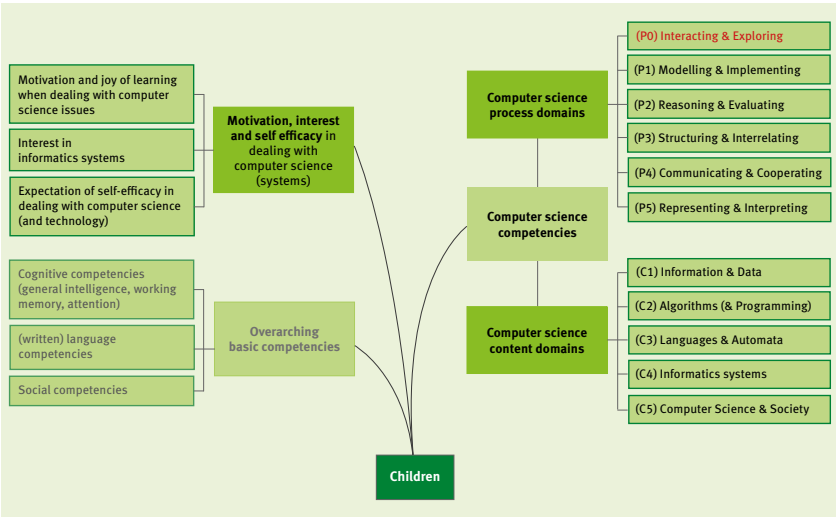 Motivation and joy of learning
when dealing with computer
science issues
Interest in
informatics systems
Expectation of self-efficacy in
dealing with computer science
(and technology)
Motivation, interest
and self efficacy in
dealing with
computer science
(systems)
Cognitive competencies
(general intelligence, working
memory, attention)
(written) language
competencies
Social competencies
Overarching
basic competencies
Computer science
process domains
(P0) Interacting & Exploring
(P1) Modelling & Implementing
(P2) Reasoning & Evaluating
(P3) Structuring & Interrelating
(P4) Communicating & Cooperating
(P5) Representing & Interpreting
Computer science
competencies
Computer science
content domains
(C1) Information & Data
(C2) Algorithms (& Programming)
(C3) Languages & Automata
(C4) Informatics systems
(C5) Computer Science & Society
Children